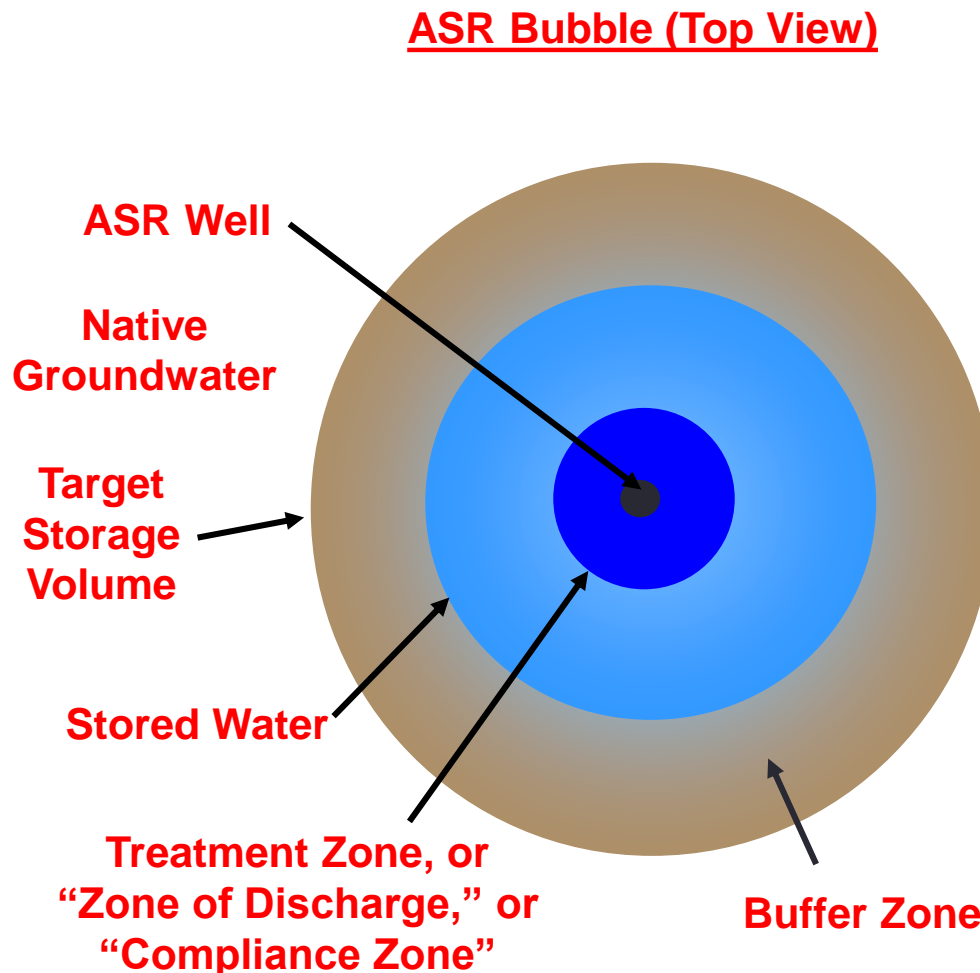 ASR Bubble (Top View)
ASR Well
Native
Groundwater
Target
Storage
Volume
Stored Water
Treatment Zone, or
“Zone of Discharge,” or
“Compliance Zone”
Buffer Zone